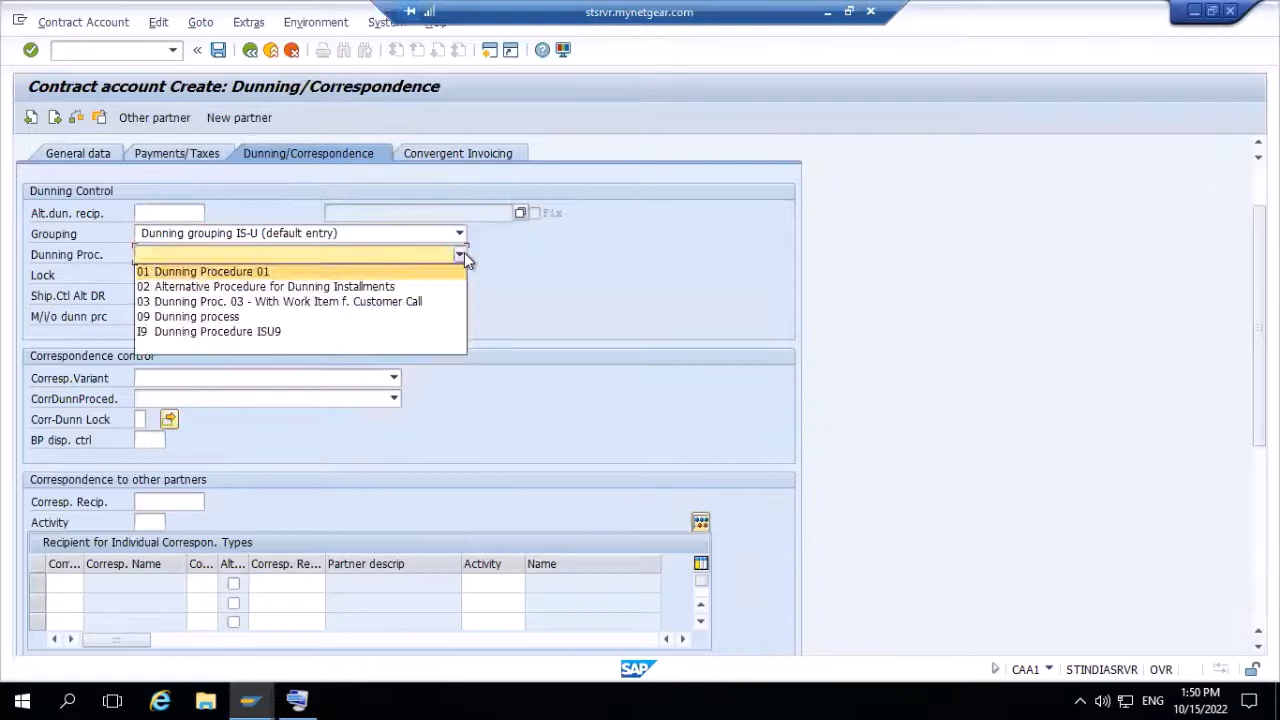 stsrvr.mynetgear.com
Contract Account Edit Goto Extras Environment
Contract account Create: Dunning/Correspondence
Other partner New partner
General data Payments/Taxes Dunning/Correspondence Convergent Invoicing
Dunning Control
Alt.dun. recip. Fix
Grouping Dunning grouping IS-U (default entry)
Dunning Proc.
01 Dunning Procedure 01
Lock
02 Alternative Procedure for Dunning Installments
Ship.Ctl Alt DR
03 Dunning Proc. 03 - With Work Item f. Customer Call
M/i/o dunn prc
09 Dunning process
I9 Dunning Procedure ISU9
Correspondence control
Corresp.Variant
CorrDunnProced.
Corr-Dunn Lock
BP disp. ctrl
Correspondence to other partners
Corresp. Recip.
Activity
Recipient for Individual Correspon. Types
Corr... Corresp. Name Co... Alt... Corresp. Re... Partner descrip Activity Name
SAP CAA1 STINDIASRVR OVR
ENG 1:50 PM
10/15/2022